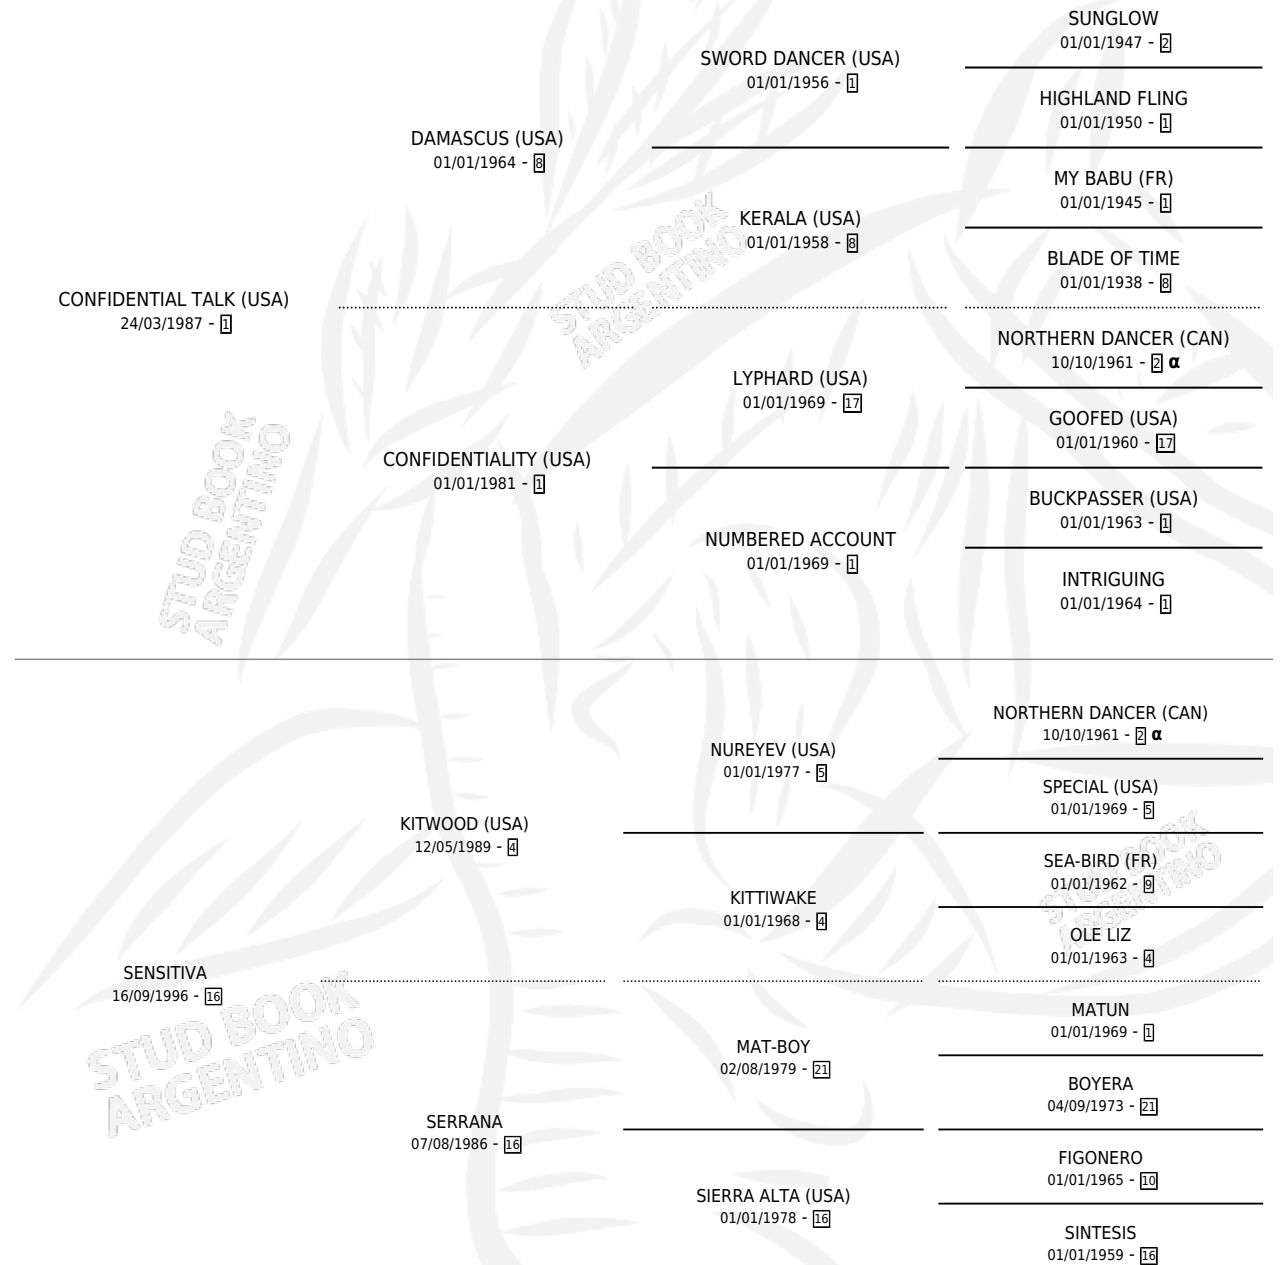 SUNGLOW
01/01/1947 - 2
SWORD DANCER (USA)
01/01/1956 - 1
HIGHLAND FLING
01/01/1950 - 1
DAMASCUS (USA)
01/01/1964 - 8
MY BABU (FR)
01/01/1945 - 1
KERALA (USA)
01/01/1958 - 8
BLADE OF TIME
01/01/1938 - 8
CONFIDENTIAL TALK (USA)
24/03/1987 - 1
NORTHERN DANCER (CAN)
10/10/1961 - 2 α
LYPHARD (USA)
01/01/1969 - 17
GOOFED (USA)
01/01/1960 - 17
CONFIDENTIALITY (USA)
01/01/1981 - 1
BUCKPASSER (USA)
01/01/1963 - 1
NUMBERED ACCOUNT
01/01/1969 - 1
INTRIGUING
01/01/1964 - 1
STUD BOOK
ARGENTINO
STUD BOOK
ARGENTINO
NORTHERN DANCER (CAN)
10/10/1961 - 2 α
NUREYEV (USA)
01/01/1977 - 5
SPECIAL (USA)
01/01/1969 - 5
KITWOOD (USA)
12/05/1989 - 4
SEA-BIRD (FR)
01/01/1962 - 9
KITTIWAKE
01/01/1968 - 4
OLE LIZ
01/01/1963 - 4
SENSITIVA
16/09/1996 - 16
MATUN
01/01/1969 - 1
MAT-BOY
02/08/1979 - 21
BOYERA
04/09/1973 - 21
SERRANA
07/08/1986 - 16
FIGONERO
01/01/1965 - 10
SIERRA ALTA (USA)
01/01/1978 - 16
SINTESIS
01/01/1959 - 16
STUD BOOK
ARGENTINO
STUD BOOK
ARGENTINO